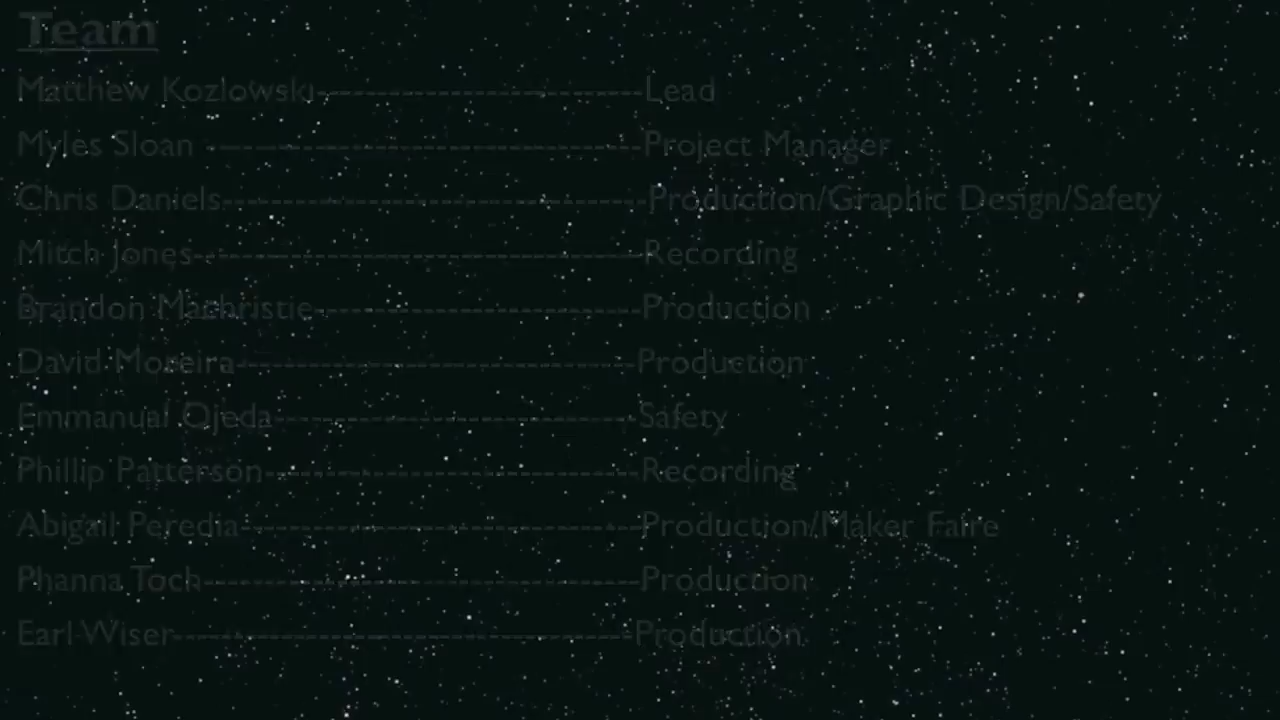 Team
Matthew Kozlowski--------------------------Lead
Myles Sloan -----------------------------------Project Manager
Chris Daniels----------------------------------Production/Graphic Design/Safety
Mitch Jones------------------------------------Recording
Brandon Machristie--------------------------Production
David Moreira--------------------------------Production
Emmanual Ojeda-----------------------------Safety
Phillip Patterson------------------------------Recording
Abigail Peredia--------------------------------Production/Maker Faire
Phanna Toch-----------------------------------Production
Earl Wiser-------------------------------------Production